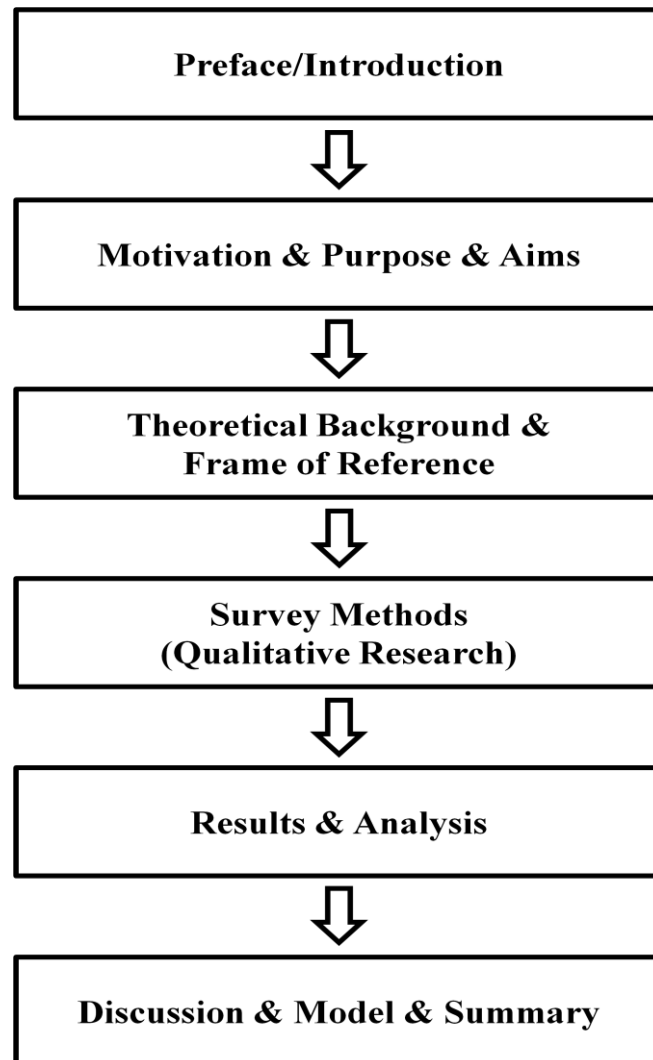 Preface/Introduction
Motivation & Purpose & Aims
Theoretical Background &
Frame of Reference
Survey Methods
(Qualitative Research)
Results & Analysis
Discussion & Model & Summary